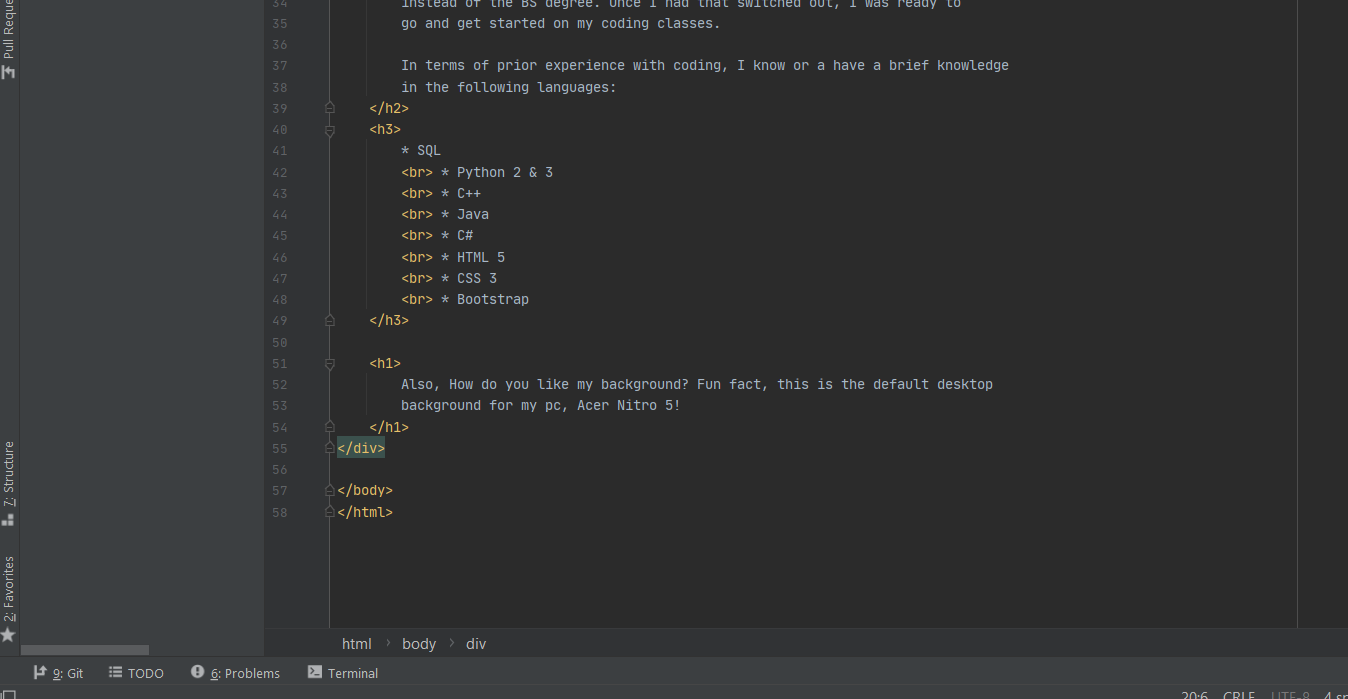 Pull Reque
7: Structure
2: Favorites
34 instead of the BS degree. Once I had that switched out, I was ready to
35 go and get started on my coding classes.
36
37 In terms of prior experience with coding, I know or a have a brief knowledge
38 in the following languages:
39 </h2>
40 <h3>
41 * SQL
42 <br> * Python 2 & 3
43 <br> * C++
44 <br> * Java
45 <br> * C#
46 <br> * HTML 5
47 <br> * CSS 3
48 <br> * Bootstrap
49 </h3>
50
51 <h1>
52 Also, How do you like my background? Fun fact, this is the default desktop
53 background for my pc, Acer Nitro 5!
54 </h1>
55 </div>
56
57 </body>
58 </html>
html › body › div
9: Git TODO 6: Problems Terminal
20:6 CRLF UTF-8 4 sp